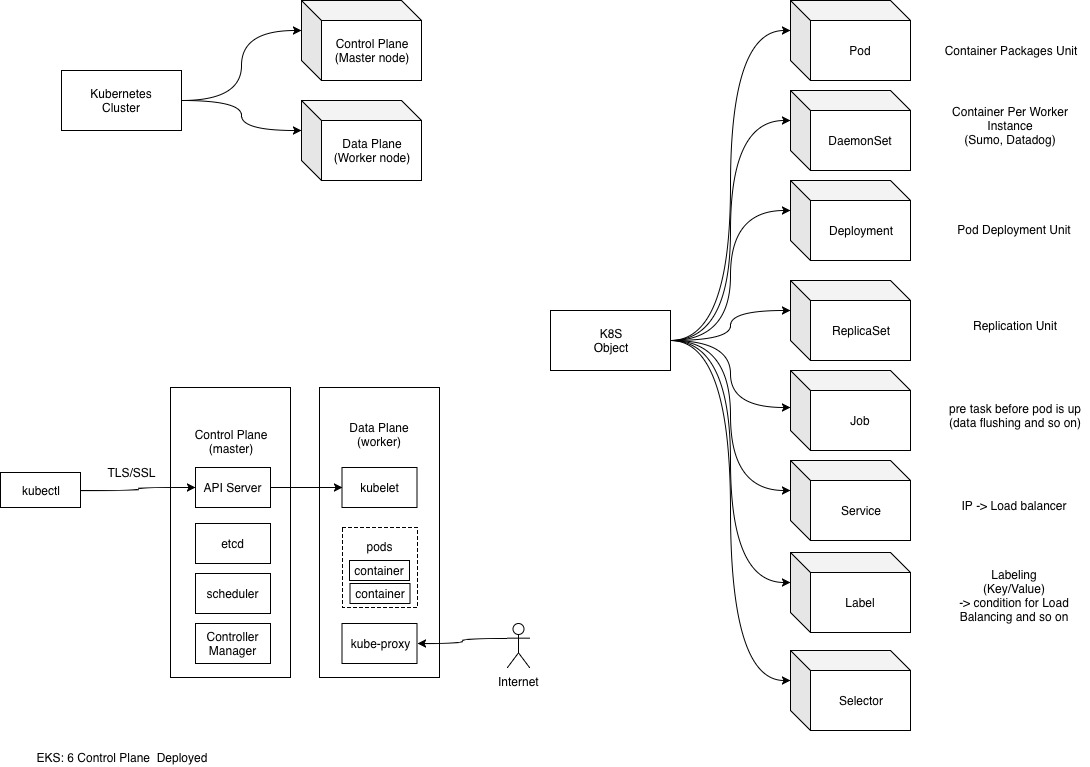 Control Plane
(Master node)
Kubernetes
Cluster
Data Plane
(Worker node)
Control Plane
(master)
Data Plane
(worker)
kubectl
TLS/SSL
API Server
kubelet
etcd
pods
container
container
scheduler
Controller
Manager
kube-proxy
Internet
EKS: 6 Control Plane  Deployed
K8S
Object
Pod
Container Packages Unit
DaemonSet
Container Per Worker
Instance
(Sumo, Datadog)
Deployment
Pod Deployment Unit
ReplicaSet
Replication Unit
Job
pre task before pod is up
(data flushing and so on)
Service
IP -> Load balancer
Label
Labeling
(Key/Value)
-> condition for Load
Balancing and so on
Selector